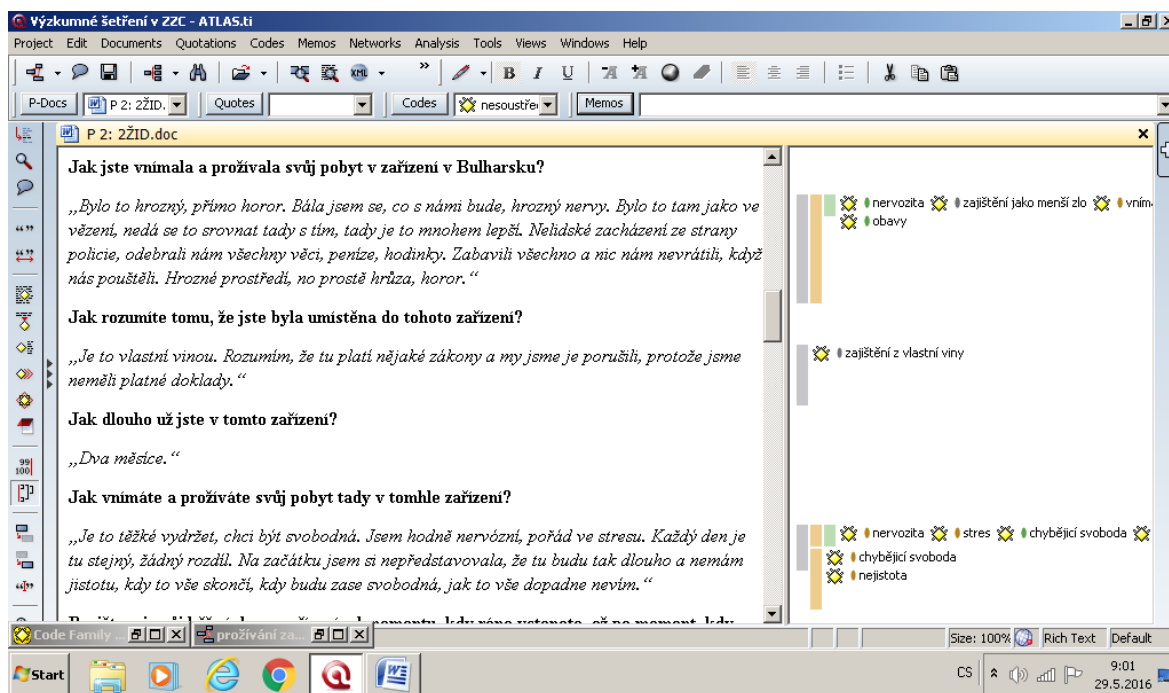 Výzkumné šetření v ZZC - ATLAS.ti
Project Edit Documents Quotations Codes Memos Networks Analysis Tools Views Windows Help
XML » B I U A A
P-Docs P 2: 2ŽID. Quotes Codes nesoustře Memos
P 2: 2ŽID.doc
Jak jste vnímala a prožívala svůj pobyt v zařízení v Bulharsku?
„Bylo to hrozný, přímo horor. Bála jsem se, co s námi bude, hrozný nervy. Bylo to tam jako ve
vězení, nedá se to srovnat tady s tím, tady je to mnohem lepší. Nelidské zacházení ze strany
policie, odebrali nám všechny věci, peníze, hodinky. Zabavili všechno a nic nám nevrátili, když
nás pouštěli. Hrozné prostředí, no prostě hrůza, horor.“
nervozita zajištění jako menší zlo vním
obavy
Jak rozumíte tomu, že jste byla umístěna do tohoto zařízení?
„Je to vlastní vinou. Rozumím, že tu platí nějaké zákony a my jsme je porušili, protože jsme
neměli platné doklady.“
zajištění z vlastní viny
Jak dlouho už jste v tomto zařízení?
„Dva měsíce.“
Jak vnímáte a prožíváte svůj pobyt tady v tomhle zařízení?
„Je to těžké vydržet, chci být svobodná. Jsem hodně nervózní, pořád ve stresu. Každý den je
tu stejný, žádný rozdíl. Na začátku jsem si nepředstavovala, že tu budu tak dlouho a nemám
jistotu, kdy to vše skončí, kdy budu zase svobodná, jak to vše dopadne nevím.“
nervozita stres chybějicí svoboda
chybějicí svoboda
nejistota
99
100
Code Family ... prožívání za...
Size: 100% Rich Text Default
Start
CS 9:01
29.5.2016